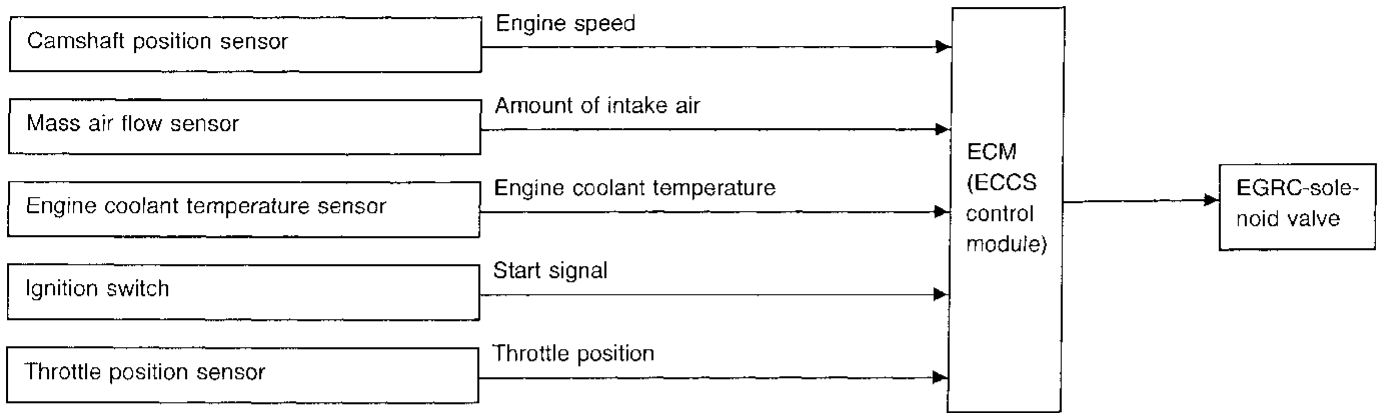 Camshaft position sensor
Engine speed
Mass air flow sensor
Amount of intake air
Engine coolant temperature sensor
Engine coolant temperature
Ignition switch
Start signal
Throttle position sensor
Throttle position
ECM
(ECCS
control
module)
EGRC-sole-
noid valve